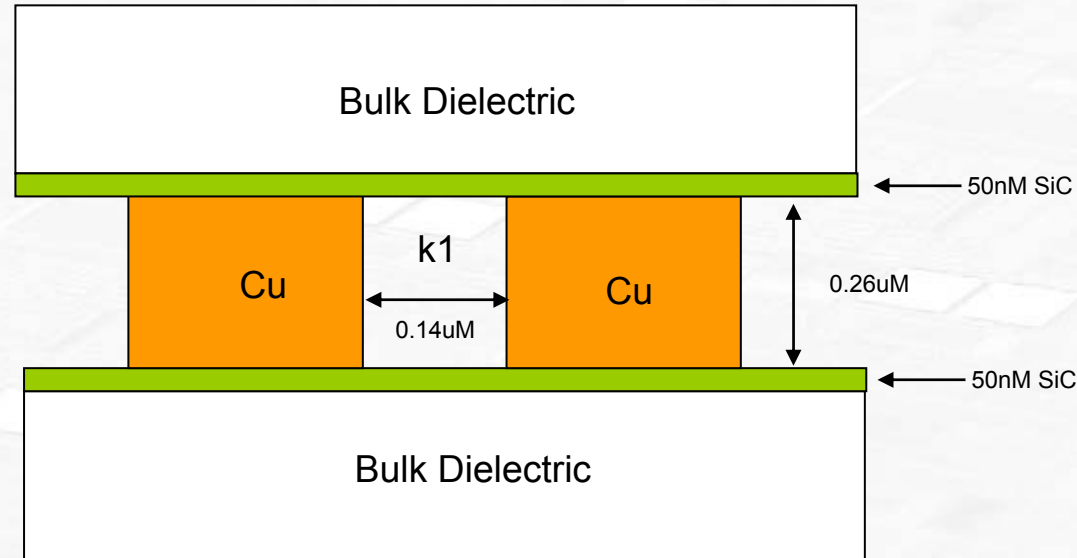 Bulk Dielectric
50nM SiC
k1
Cu
Cu
0.26uM
0.14uM
50nM SiC
Bulk Dielectric